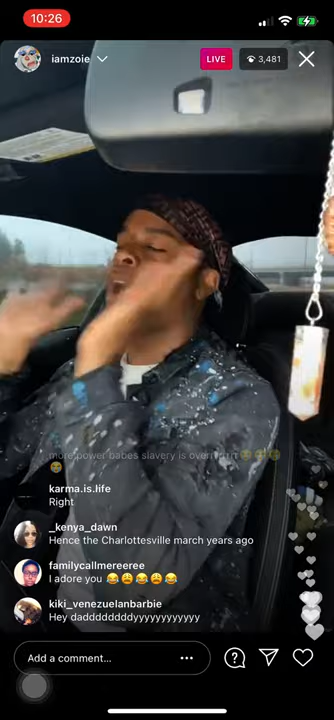 10:26
iamzoie
LIVE
3,481
more power babes slavery is over
karma.is.life
Right
_kenya_dawn
Hence the Charlottesville march years ago
familycallmereeree
I adore you 😂😂😂😂😂
kiki_venezuelanbarbie
Hey dadddddddddyyyyyyyyyyy
Add a comment...